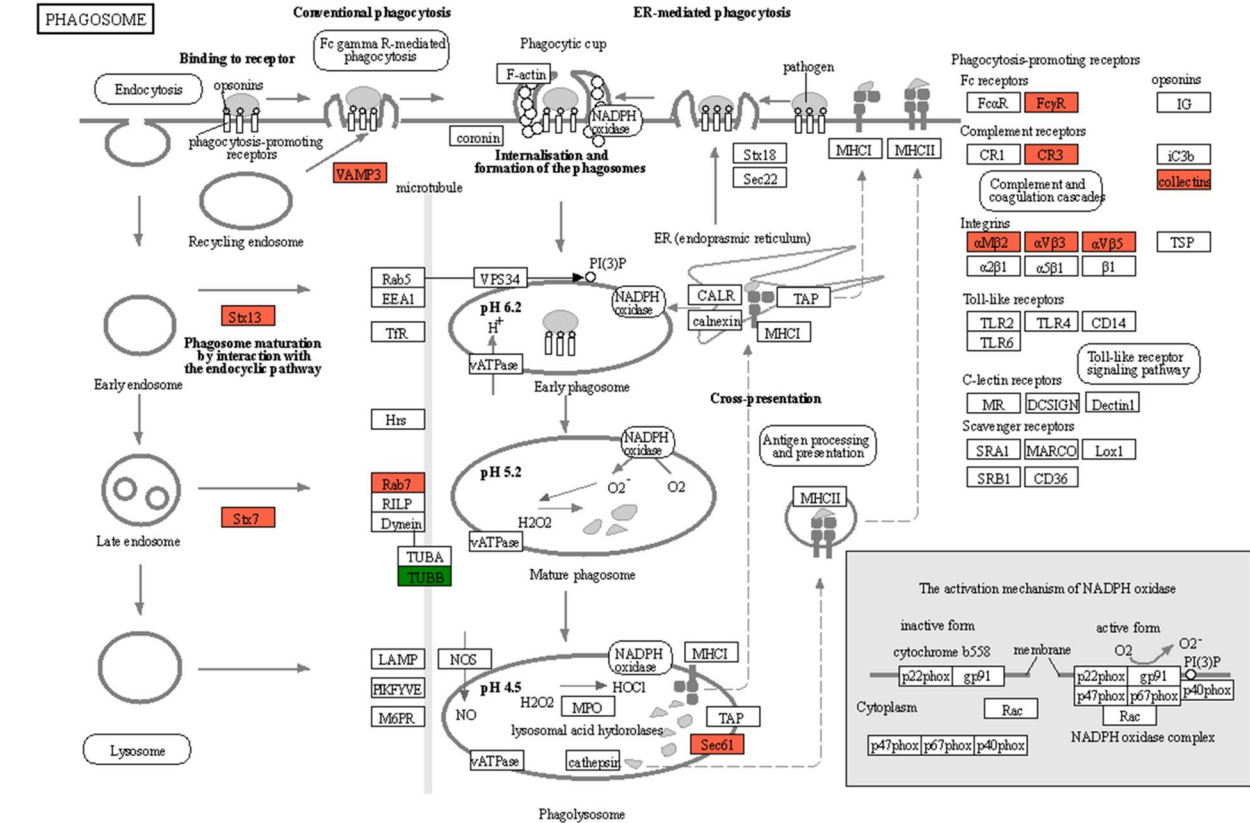 PHAGOSOME
Conventional phagocytosis
ER-mediated phagocytosis
Binding to receptor
Fc gamma R-mediated
phagocytosis
Phagocytic cup
F-actin
Endocytosis
opsonins
pathogen
NADPH
oxidase
phagocytosis-promoting
receptors
coronin
VAMP3
microtubule
Internalisation and
formation of the phagosomes
Stx18
Sec22
MHCI
MHCII
Recycling endosome
ER (endoprasmic reticulum)
Rab5
EEA1
VPS34
PI(3)P
NADPH
oxidase
CALR
calnexin
TAP
MHCI
Stx13
TfR
pH 6.2
H+
vATPase
Phagosome maturation
by interaction with
the endocyclic pathway
Early endosome
Early phagosome
Cross-presentation
Hrs
NADPH
oxidase
Antigen processing
and presentation
pH 5.2
O2-
O2
H2O2
vATPase
Rab7
RILP
Dynein
TUBA
TUBB
Stx7
MHCII
Late endosome
Mature phagosome
LAMP
PIKFYVE
M6PR
NOS
NO
NADPH
oxidase
MHCI
pH 4.5
H2O2
HOCl
MPO
lysosomal acid hydorolases
TAP
Sec61
vATPase
cathepsin
Lysosome
Phagolysosome
Phagocytosis-promoting receptors
Fc receptors
opsonins
FcαR
FcγR
IG
Complement receptors
CR1
CR3
iC3b
collectins
Complement and
coagulation cascades
Integrins
αMβ2
αVβ3
αVβ5
TSP
α2β1
α5β1
β1
Toll-like receptors
TLR2
TLR4
CD14
TLR6
Toll-like receptor
signaling pathway
C-lectin receptors
MR
DCSIGN
Dectin1
Scavenger receptors
SRA1
MARCO
Lox1
SRB1
CD36
The activation mechanism of NADPH oxidase
inactive form
active form
cytochrome b558
membrane
O2
O2-
PI(3)P
p22phox
gp91
p22phox
gp91
p47phox
p67phox
p40phox
Cytoplasm
Rac
Rac
NADPH oxidase complex
p47phox
p67phox
p40phox